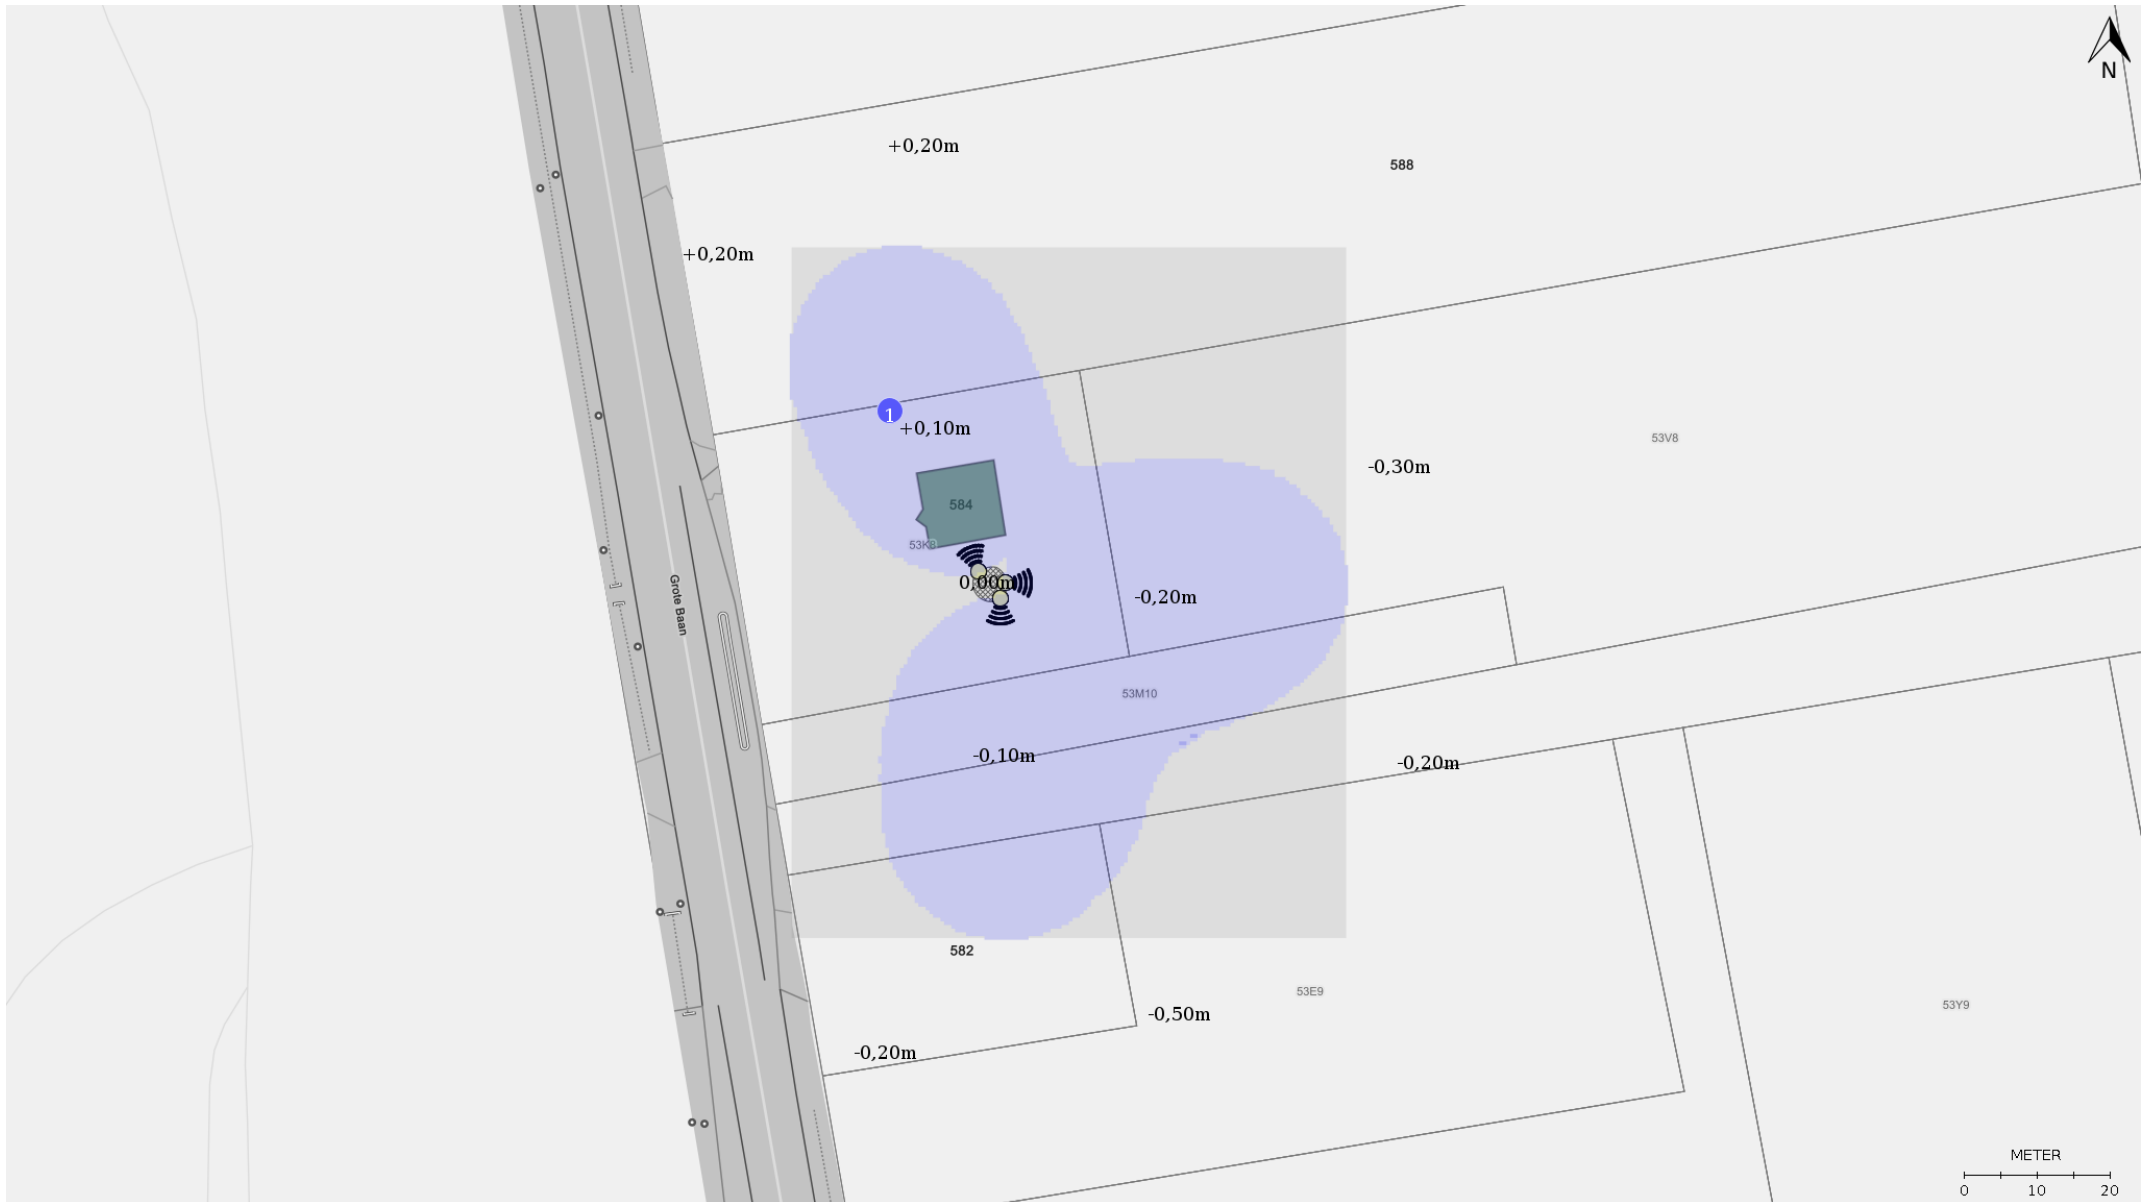 N
+0,20m
588
+0,20m
1
+0,10m
53V8
-0,30m
584
53K8
0,00m
-0,20m
Grote Baan
53M10
-0,10m
-0,20m
582
53E9
53Y9
-0,50m
-0,20m
METER
0 10 20